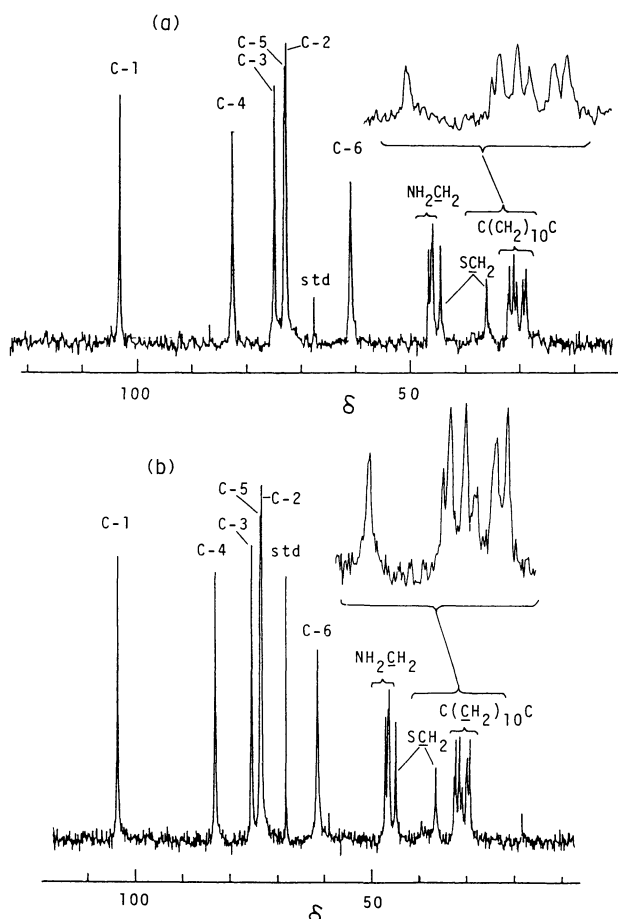 (a)
C-1
C-4
C-3
C-5
C-2
std
C-6
NH₂CH₂
SCH₂
C(CH₂)₁₀C
100
50
δ
(b)
C-1
C-4
C-3
C-5
C-2
std
C-6
NH₂CH₂
SCH₂
C(CH₂)₁₀C
100
50
δ